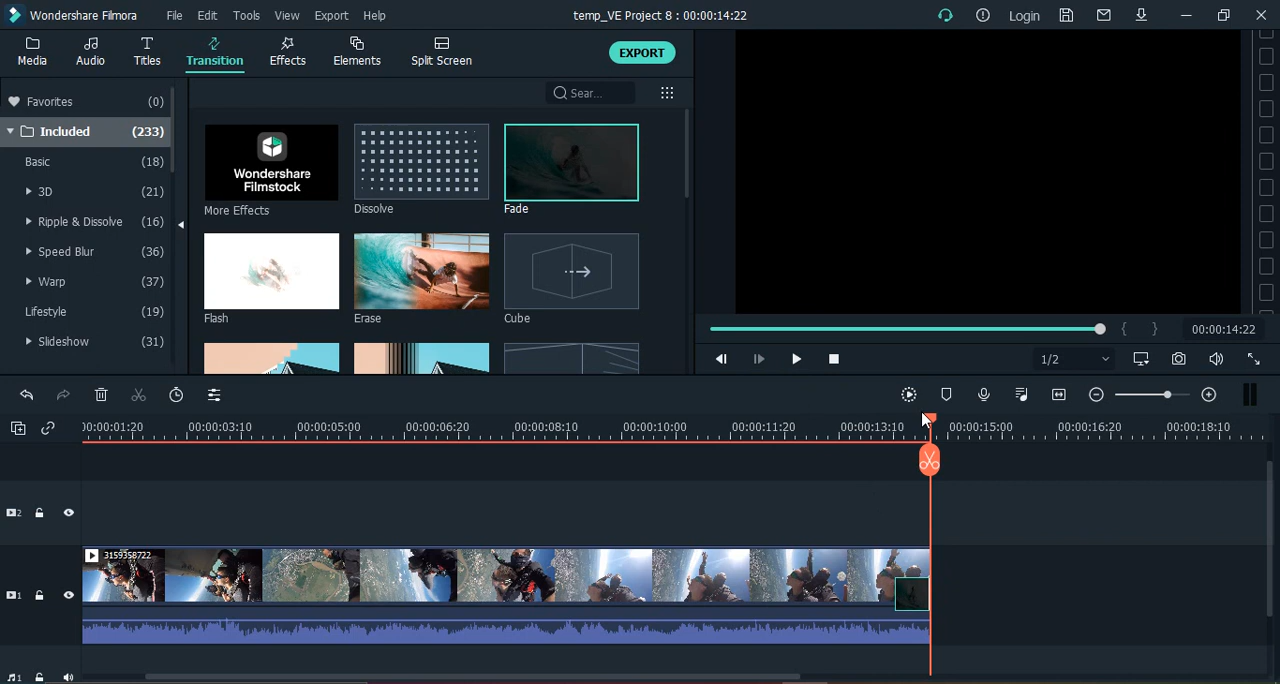 Wondershare Filmora File Edit Tools View Export Help temp_VE Project 8 : 00:00:14:22 Login
Media Audio Titles Transition Effects Elements Split Screen EXPORT
Favorites (0)
Included (233)
Basic (18)
3D (21)
Ripple & Dissolve (16)
Speed Blur (36)
Warp (37)
Lifestyle (19)
Slideshow (31)
Sear...
Wondershare
Filmstock
More Effects Dissolve Fade
Flash Erase Cube
{ } 00:00:14:22
1/2
00:00:01:20 00:00:03:10 00:00:05:00 00:00:06:20 00:00:08:10 00:00:10:00 00:00:11:20 00:00:13:10 00:00:15:00 00:00:16:20 00:00:18:10
2
3159358722
1
1